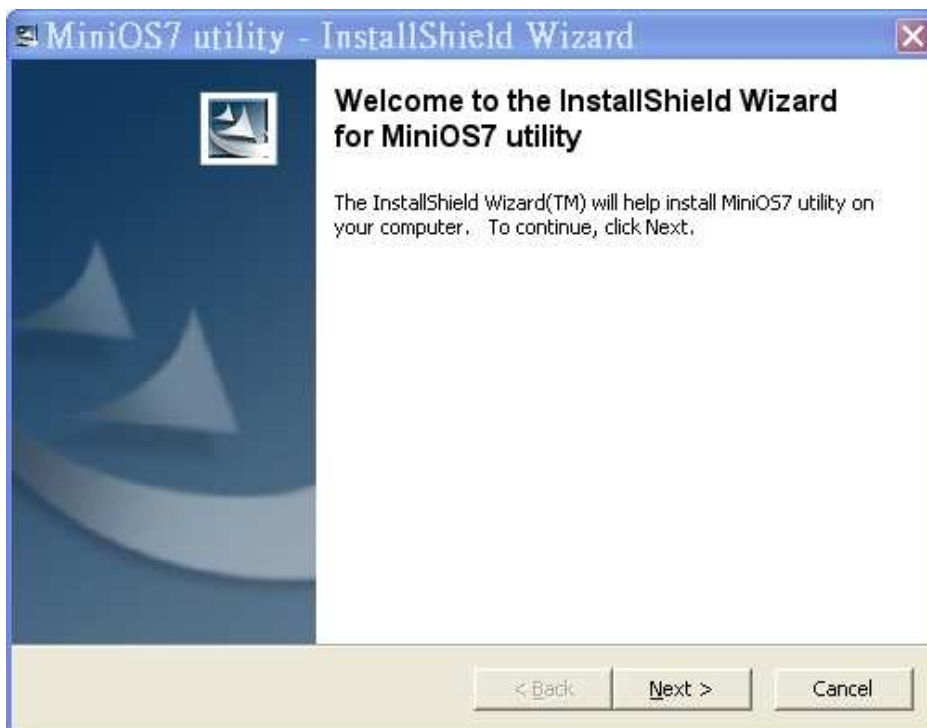 MiniOS7 utility - InstallShield Wizard
Welcome to the InstallShield Wizard
for MiniOS7 utility
The InstallShield Wizard(TM) will help install MiniOS7 utility on
your computer. To continue, click Next.
< Back Next > Cancel